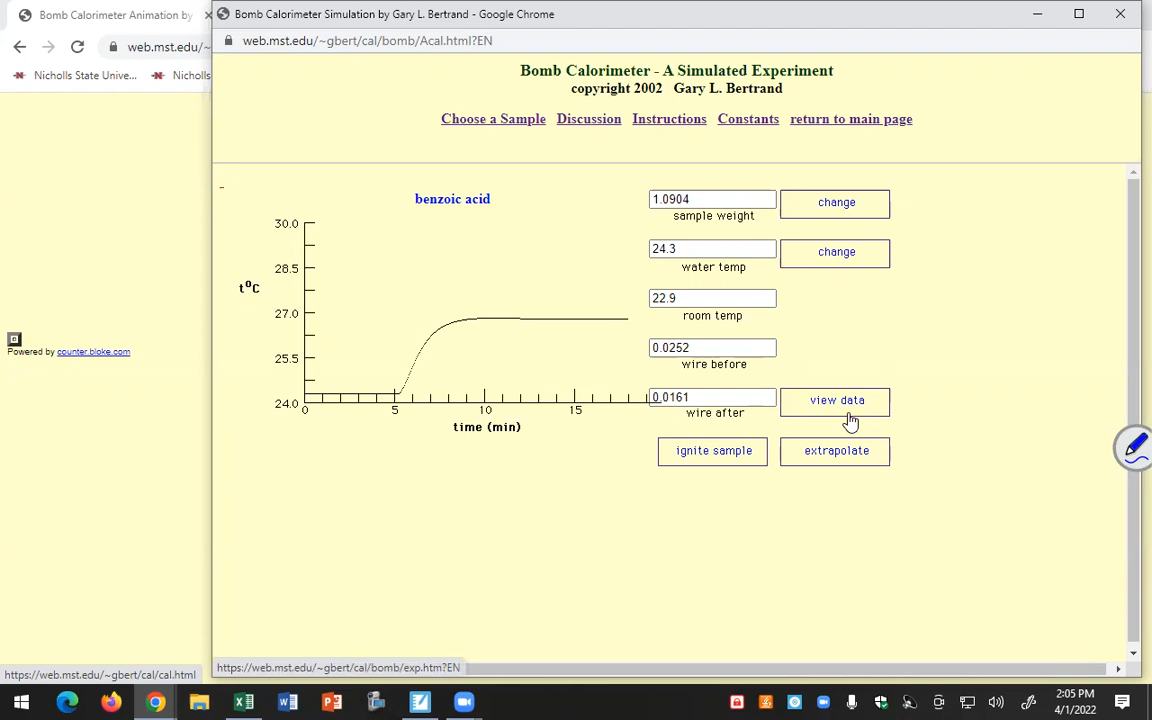 Bomb Calorimeter Animation by
Bomb Calorimeter Simulation by Gary L. Bertrand - Google Chrome
web.mst.edu/~
web.mst.edu/~gbert/cal/bomb/Acal.html?EN
Nicholls State Unive...
Nicholls
Bomb Calorimeter - A Simulated Experiment
copyright 2002 Gary L. Bertrand
Choose a Sample Discussion Instructions Constants return to main page
benzoic acid
1.0904
change
sample weight
30.0
24.3
change
water temp
28.5
t°C
22.9
room temp
27.0
0.0252
wire before
25.5
0.0161
view data
wire after
24.0
0 5 10 15
time (min)
ignite sample
extrapolate
Powered by counter.bloke.com
https://web.mst.edu/~gbert/cal/bomb/exp.htm?EN
https://web.mst.edu/~gbert/cal/cal.html
2:05 PM
4/1/2022